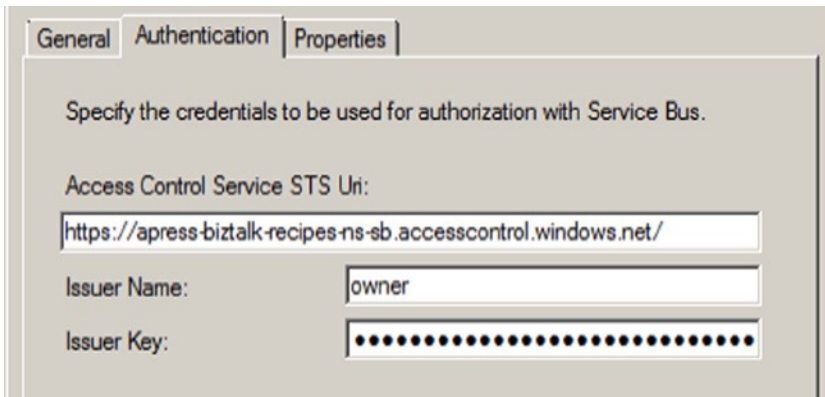 General Authentication Properties
Specify the credentials to be used for authorization with Service Bus.
Access Control Service STS Uri:
https://apress-biztalk-recipes-ns-sb.accesscontrol.windows.net/
Issuer Name: owner
Issuer Key: ●●●●●●●●●●●●●●●●●●●●●●●●●●●●●